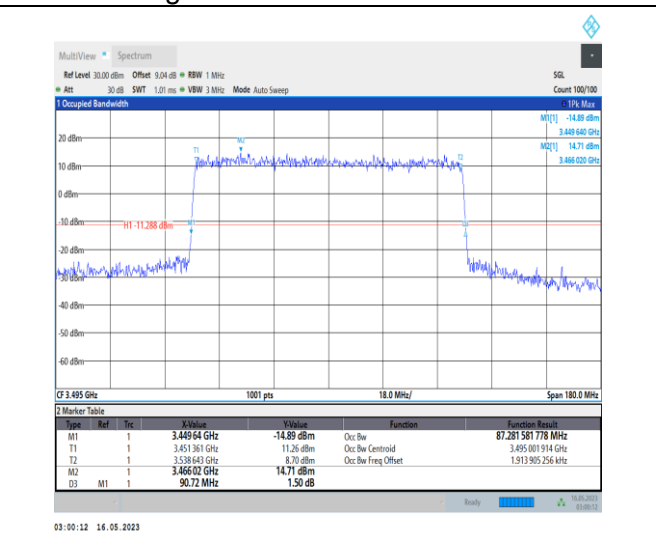 MultiView Spectrum
Ref Level 30.00 dBm Offset 9.04 dB RBW 1 MHz SGL
Att 30 dB SWT 1.01 ms VBW 3 MHz Mode Auto Sweep Count 100/100
1 Occupied Bandwidth 1Pk Max
M1[1] -14.89 dBm
3.449 640 GHz
M2[1] 14.71 dBm
3.466 020 GHz
20 dBm
M2
T1
T2
10 dBm
0 dBm
-10 dBm
H1 -11.288 dBm
-20 dBm
-30 dBm
-40 dBm
-50 dBm
-60 dBm
CF 3.495 GHz 1001 pts 18.0 MHz/ Span 180.0 MHz
2 Marker Table
Type Ref Trc X-Value Y-Value Function Function Result
M1 1 3.449 64 GHz -14.89 dBm Occ Bw 87.281 581 778 MHz
T1 1 3.451 361 GHz 11.26 dBm Occ Bw Centroid 3.495 001 914 GHz
T2 1 3.538 643 GHz 8.70 dBm Occ Bw Freq Offset 1.913 905 256 kHz
M2 1 3.466 02 GHz 14.71 dBm
D3 M1 1 90.72 MHz 1.50 dB
Ready 16.05.2023
03:00:12
03:00:12 16.05.2023